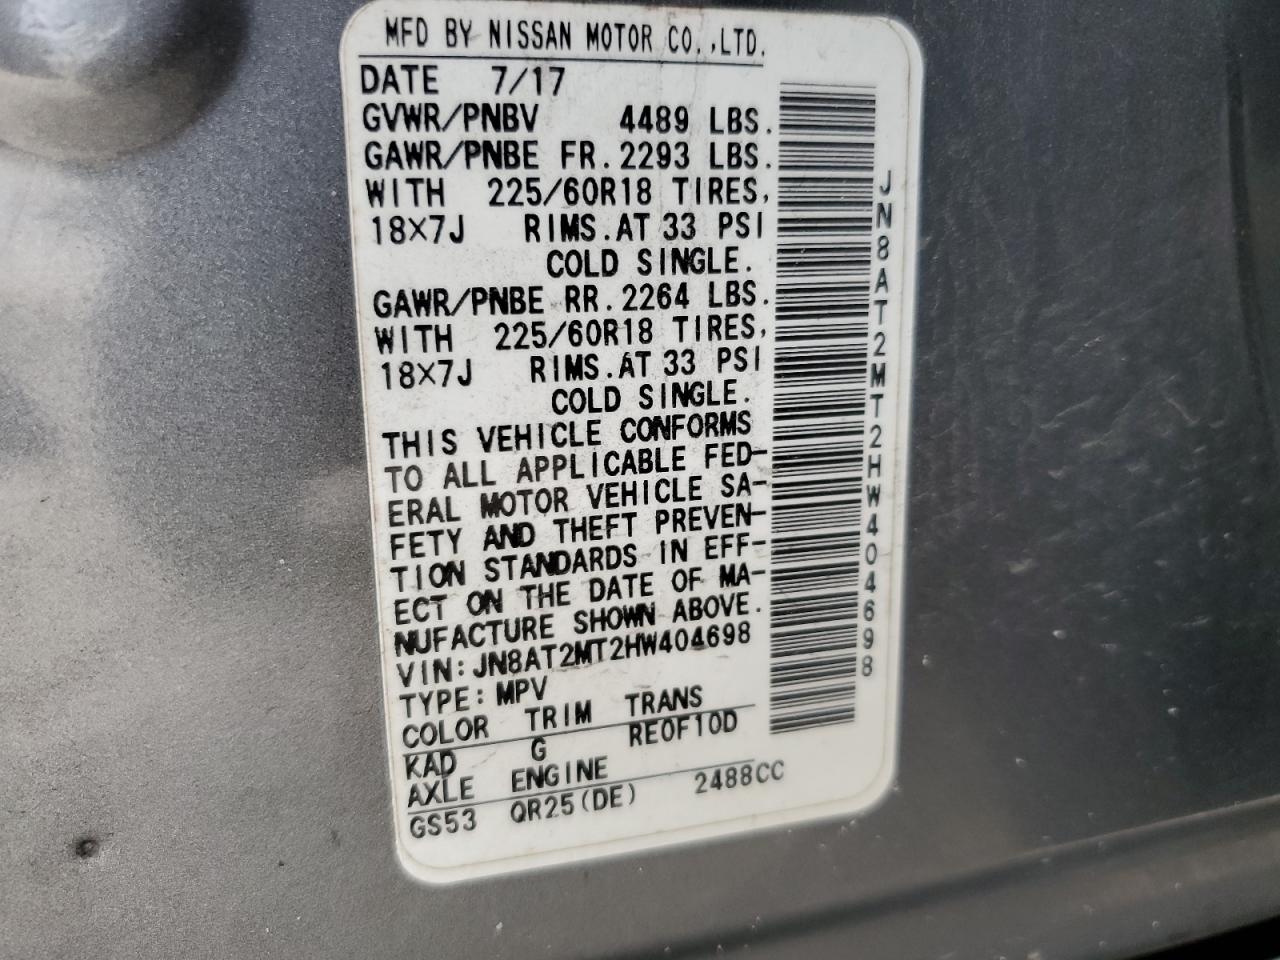 MFD BY NISSAN MOTOR CO.,LTD.
DATE 7/17
GVWR/PNBV 4489 LBS.
GAWR/PNBE FR.2293 LBS.
WITH 225/60R18 TIRES,
18×7J RIMS.AT 33 PSI
COLD SINGLE.
GAWR/PNBE RR.2264 LBS.
WITH 225/60R18 TIRES,
18×7J RIMS.AT 33 PSI
COLD SINGLE.
THIS VEHICLE CONFORMS
TO ALL APPLICABLE FED-
ERAL MOTOR VEHICLE SA-
FETY AND THEFT PREVEN-
TION STANDARDS IN EFF-
ECT ON THE DATE OF MA-
NUFACTURE SHOWN ABOVE.
VIN:JN8AT2MT2HW404698
TYPE:MPV
COLOR TRIM TRANS
KAD G RE0F10D
AXLE ENGINE
GS53 QR25(DE) 2488CC
JN8AT2MT2HW404698